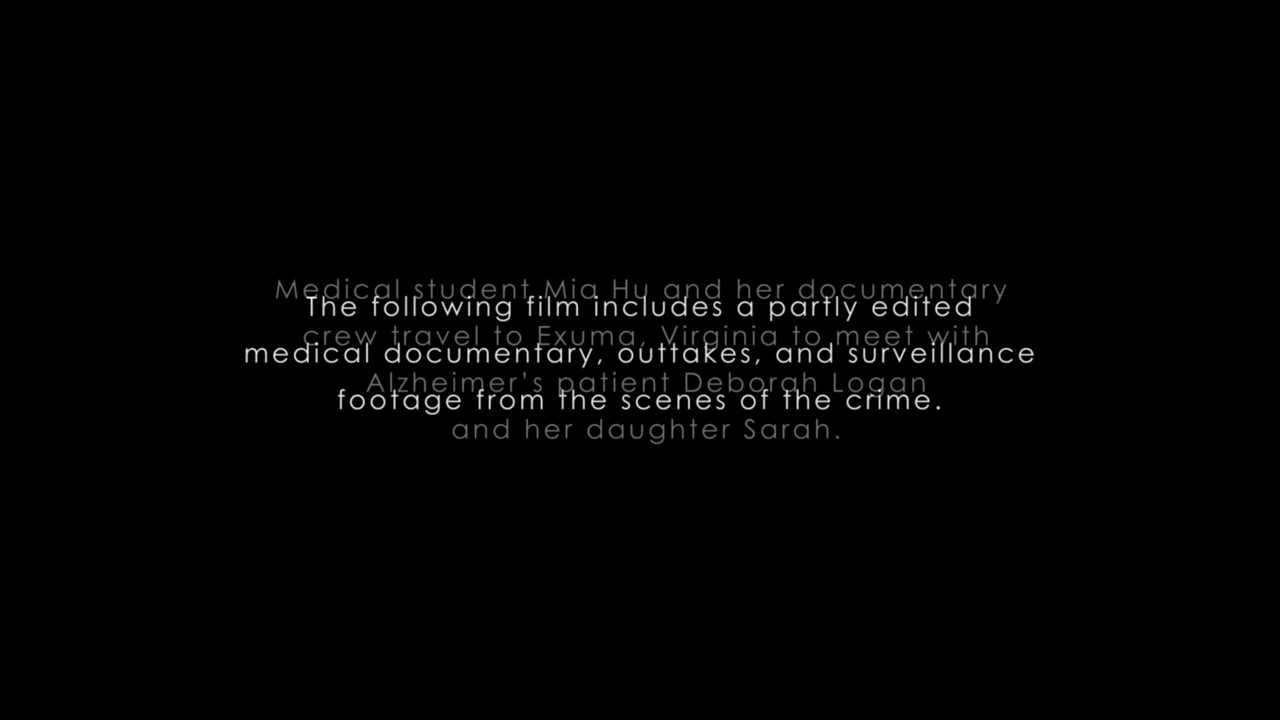 Medical student Mia Hu and her documentary
The following film includes a partly edited
crew travel to Exuma, Virginia to meet with
medical documentary, outtakes, and surveillance
Alzheimer's patient Deborah Logan
footage from the scenes of the crime.
and her daughter Sarah.